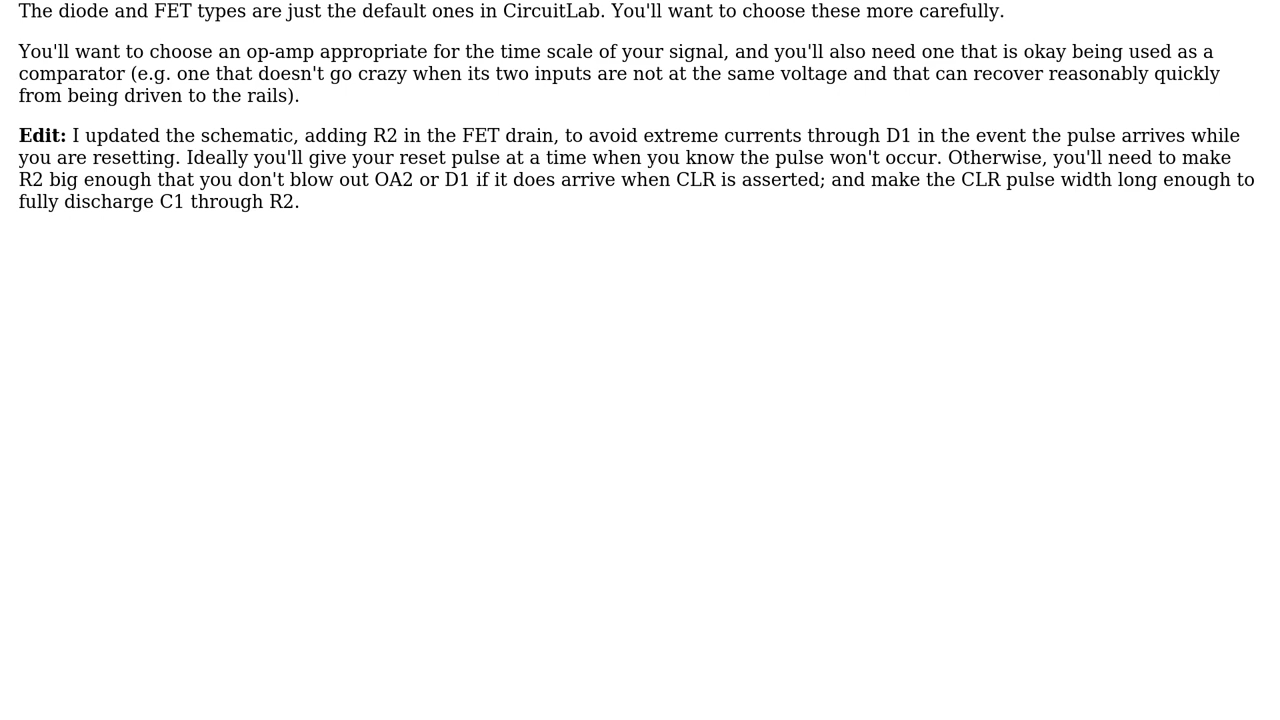 The diode and FET types are just the default ones in CircuitLab. You'll want to choose these more carefully.
You'll want to choose an op-amp appropriate for the time scale of your signal, and you'll also need one that is okay being used as a
comparator (e.g. one that doesn't go crazy when its two inputs are not at the same voltage and that can recover reasonably quickly
from being driven to the rails).
Edit: I updated the schematic, adding R2 in the FET drain, to avoid extreme currents through D1 in the event the pulse arrives while
you are resetting. Ideally you'll give your reset pulse at a time when you know the pulse won't occur. Otherwise, you'll need to make
R2 big enough that you don't blow out OA2 or D1 if it does arrive when CLR is asserted; and make the CLR pulse width long enough to
fully discharge C1 through R2.